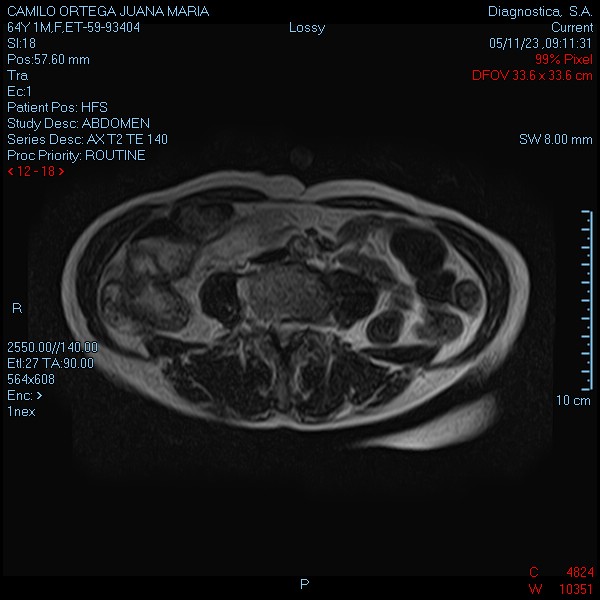 CAMILO ORTEGA JUANA MARIA
64Y 1M,F,ET-59-93404
Sl:18
Pos:57.60 mm
Tra
Ec:1
Patient Pos: HFS
Study Desc: ABDOMEN
Series Desc: AX T2 TE 140
Proc Priority: ROUTINE
< 12 - 18 >
Lossy
Diagnostica, S.A.
Current
05/11/23 ,09:11:31
99% Pixel
DFOV 33.6 x 33.6 cm
SW 8.00 mm
R
2550.00//140.00
Etl:27 TA:90.00
564x608
Enc: >
1nex
10 cm
P
C 4824
W 10351